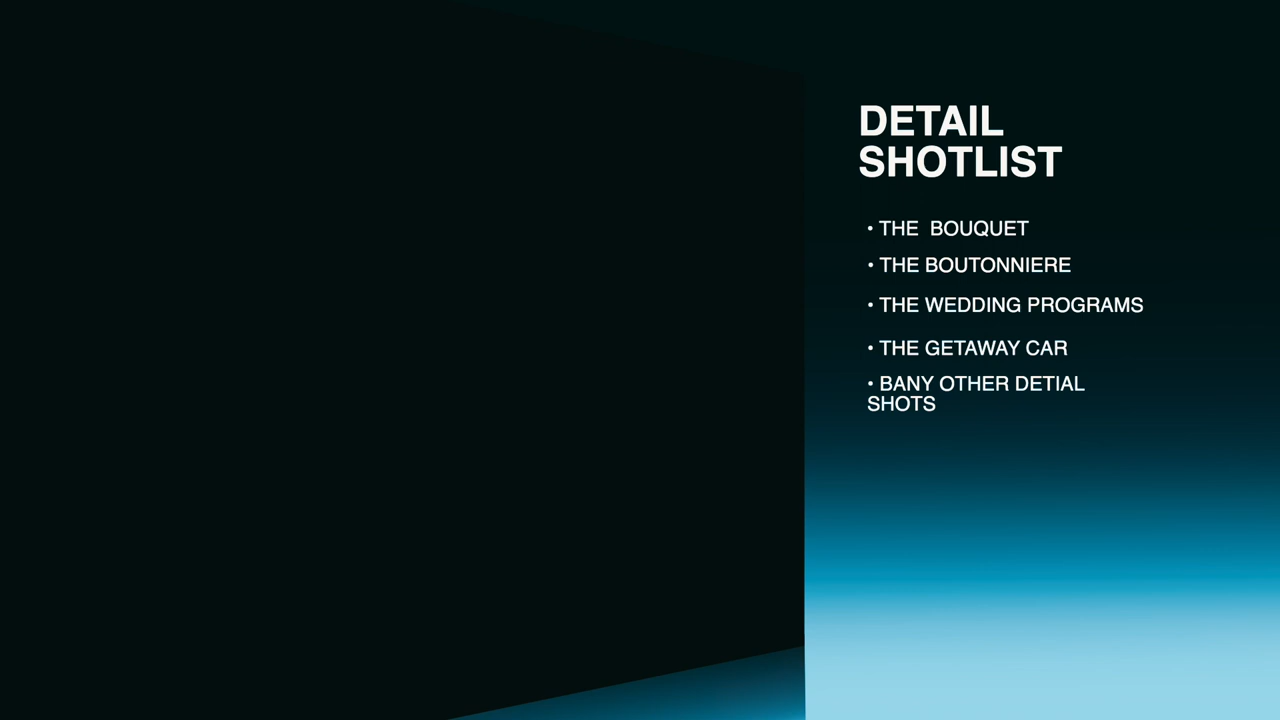 DETAIL
SHOTLIST
• THE  BOUQUET
• THE BOUTONNIERE
• THE WEDDING PROGRAMS
• THE GETAWAY CAR
• BANY OTHER DETIAL
SHOTS